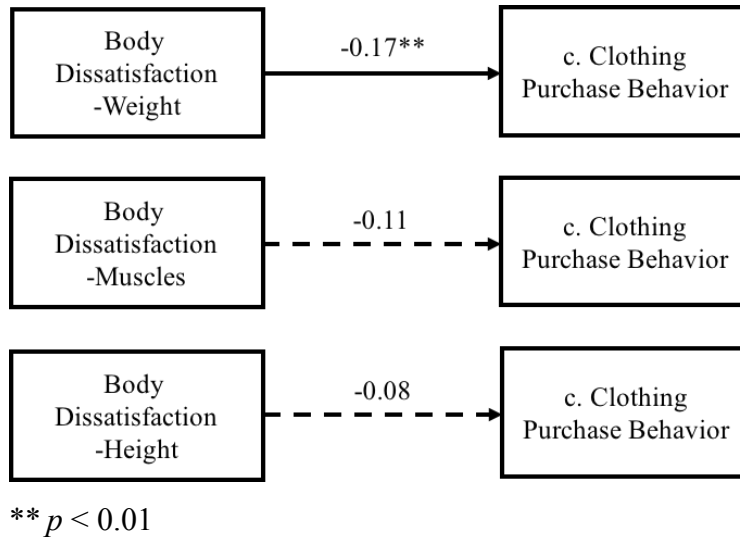 Body
Dissatisfaction
-Weight
-0.17**
c. Clothing
Purchase Behavior
Body
Dissatisfaction
-Muscles
-0.11
c. Clothing
Purchase Behavior
Body
Dissatisfaction
-Height
-0.08
c. Clothing
Purchase Behavior
** p < 0.01